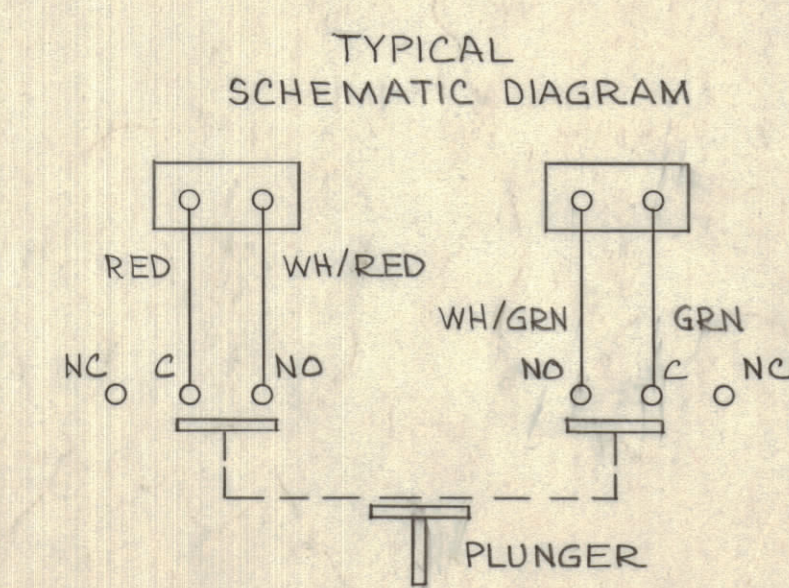 TYPICAL
SCHEMATIC DIAGRAM
RED WH/RED
WH/GRN GRN
NC C NO NO C NC
PLUNGER